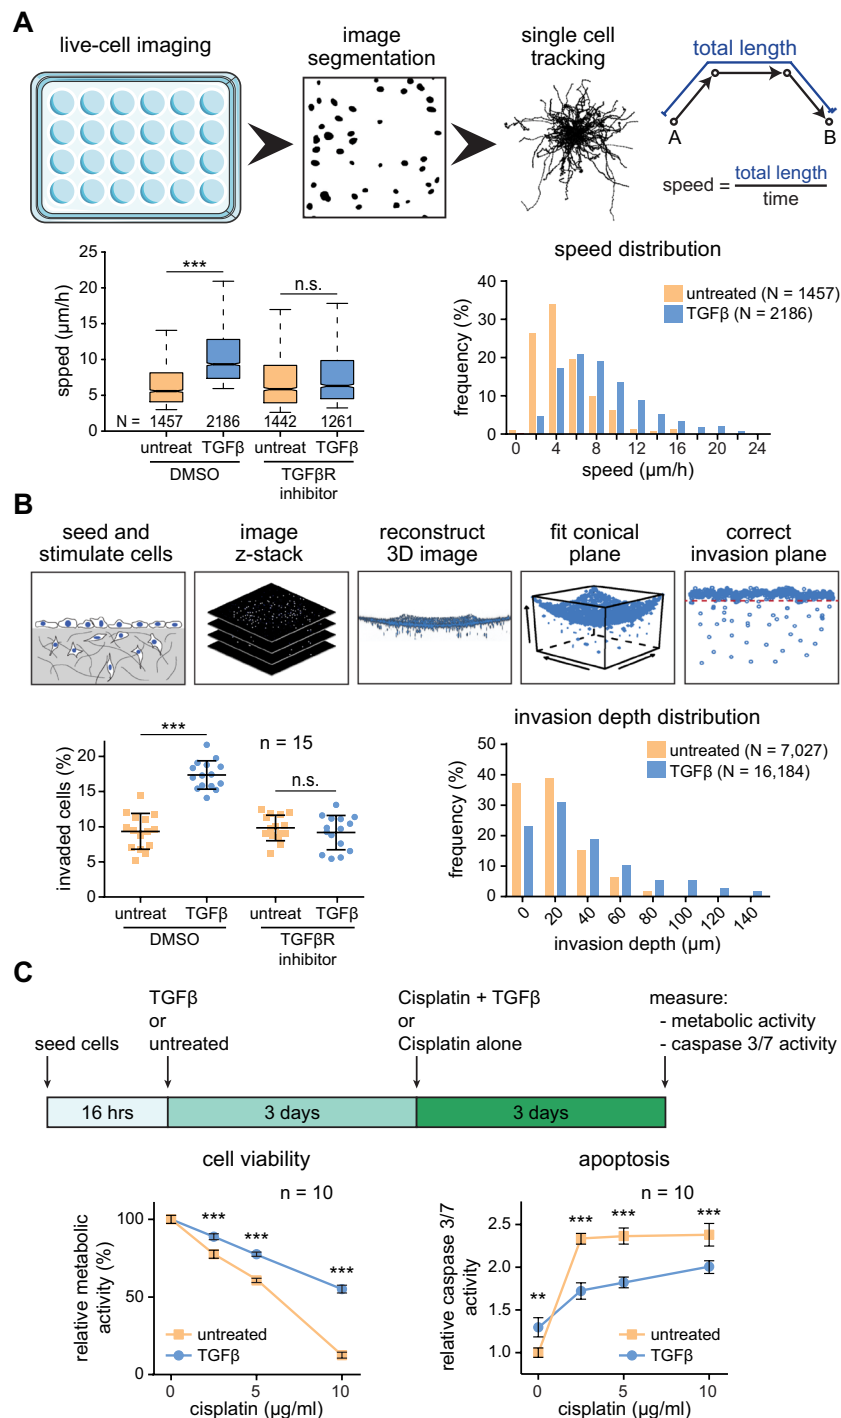 A
live-cell imaging
image
segmentation
single cell
tracking
total length
A
B
speed = total length
time
25
20
15
10
5
0
spped (µm/h)
***
n.s.
N = 1457 2186 1442 1261
untreat TGFβ untreat TGFβ
DMSO
TGFβR
inhibitor
speed distribution
40
30
20
10
0
frequency (%)
untreated (N = 1457)
TGFβ (N = 2186)
0 4 8 12 16 20 24
speed (µm/h)
B
seed and
stimulate cells
image
z-stack
reconstruct
3D image
fit conical
plane
correct
invasion plane
20
15
10
5
0
invaded cells (%)
***
n = 15
n.s.
untreat TGFβ untreat TGFβ
DMSO
TGFβR
inhibitor
invasion depth distribution
50
40
30
20
10
0
frequency (%)
untreated (N = 7,027)
TGFβ (N = 16,184)
0 20 40 60 80 100 120 140
invasion depth (µm)
C
seed cells
TGFβ
or
untreated
Cisplatin + TGFβ
or
Cisplatin alone
measure:
- metabolic activity
- caspase 3/7 activity
16 hrs 3 days 3 days
cell viability
n = 10
100
50
0
relative metabolic
activity (%)
***
***
***
untreated
TGFβ
0 5 10
cisplatin (µg/ml)
apoptosis
n = 10
2.5
2.0
1.5
1.0
relative caspase 3/7
activity
**
***
***
***
untreated
TGFβ
0 5 10
cisplatin (µg/ml)